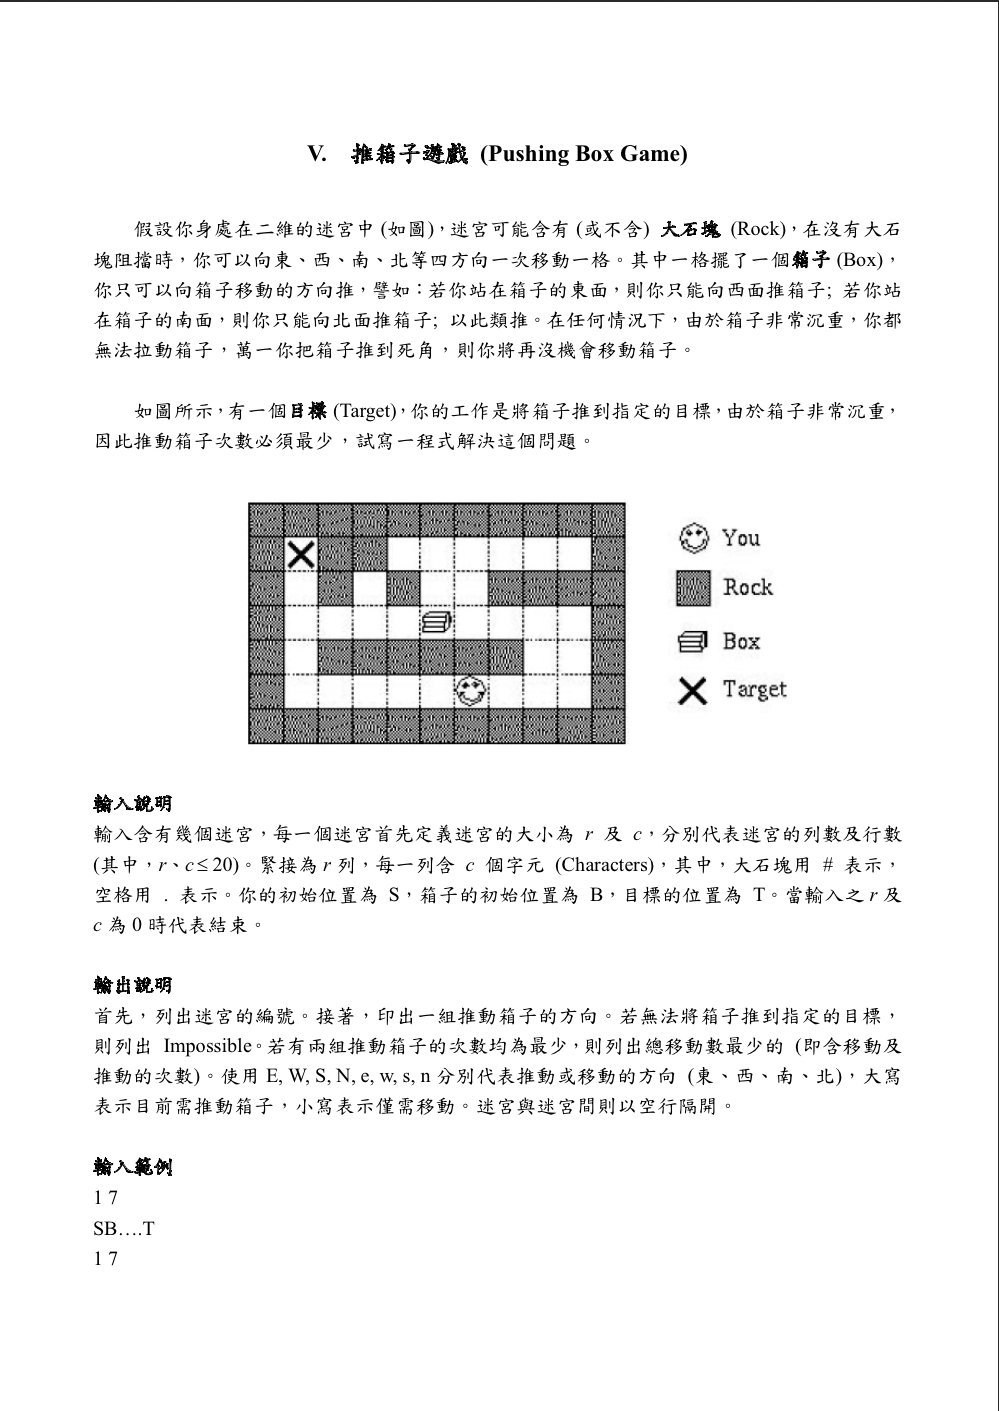 V. 推箱子遊戲 (Pushing Box Game)
假設你身處在二維的迷宮中 (如圖)，迷宮可能含有 (或不含) 大石塊 (Rock)，在沒有大石
塊阻擋時，你可以向東、西、南、北等四方向一次移動一格。其中一格擺了一個箱子 (Box)，
你只可以向箱子移動的方向推，譬如：若你站在箱子的東面，則你只能向西面推箱子; 若你站
在箱子的南面，則你只能向北面推箱子; 以此類推。在任何情況下，由於箱子非常沉重，你都
無法拉動箱子，萬一你把箱子推到死角，則你將再沒機會移動箱子。
如圖所示，有一個目標 (Target)，你的工作是將箱子推到指定的目標，由於箱子非常沉重，
因此推動箱子次數必須最少，試寫一程式解決這個問題。
You
Rock
Box
Target
輸入說明
輸入含有幾個迷宮，每一個迷宮首先定義迷宮的大小為 r 及 c，分別代表迷宮的列數及行數
(其中，r、c ≤ 20)。緊接為 r 列，每一列含 c 個字元 (Characters)，其中，大石塊用 # 表示，
空格用 . 表示。你的初始位置為 S，箱子的初始位置為 B，目標的位置為 T。當輸入之 r 及
c 為 0 時代表結束。
輸出說明
首先，列出迷宮的編號。接著，印出一組推動箱子的方向。若無法將箱子推到指定的目標，
則列出 Impossible。若有兩組推動箱子的次數均為最少，則列出總移動數最少的 (即含移動及
推動的次數)。使用 E, W, S, N, e, w, s, n 分別代表推動或移動的方向 (東、西、南、北)，大寫
表示目前需推動箱子，小寫表示僅需移動。迷宮與迷宮間則以空行隔開。
輸入範例
1 7
SB….T
1 7